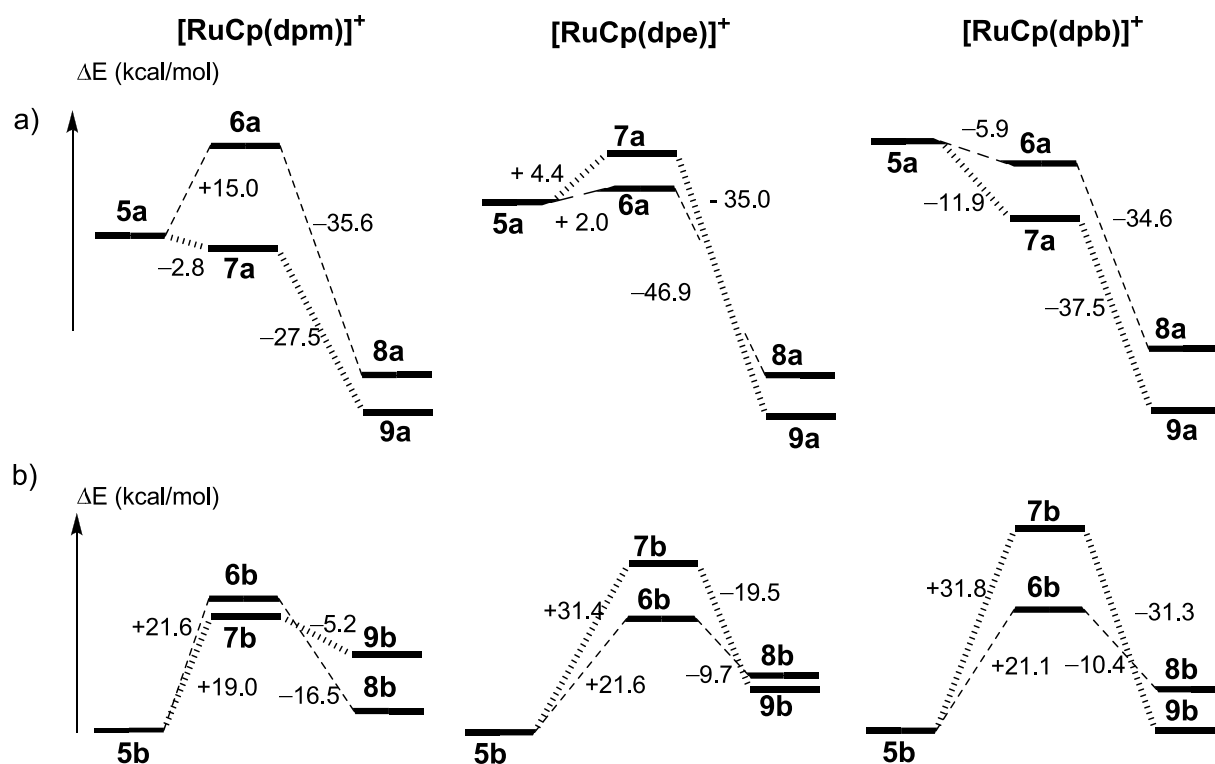 [RuCp(dpm)]⁺
[RuCp(dpe)]⁺
[RuCp(dpb)]⁺
ΔE (kcal/mol)
a)
6a
+15.0
5a
–35.6
–2.8
7a
–27.5
8a
9a
7a
+ 4.4
5a
6a
+ 2.0
- 35.0
–46.9
8a
9a
–5.9
6a
5a
–11.9
7a
–34.6
–37.5
8a
9a
b)
ΔE (kcal/mol)
6b
+21.6
7b
–5.2
9b
+19.0
–16.5
8b
5b
7b
+31.4
6b
–19.5
8b
–9.7
+21.6
9b
5b
7b
+31.8
6b
–31.3
+21.1
–10.4
8b
9b
5b